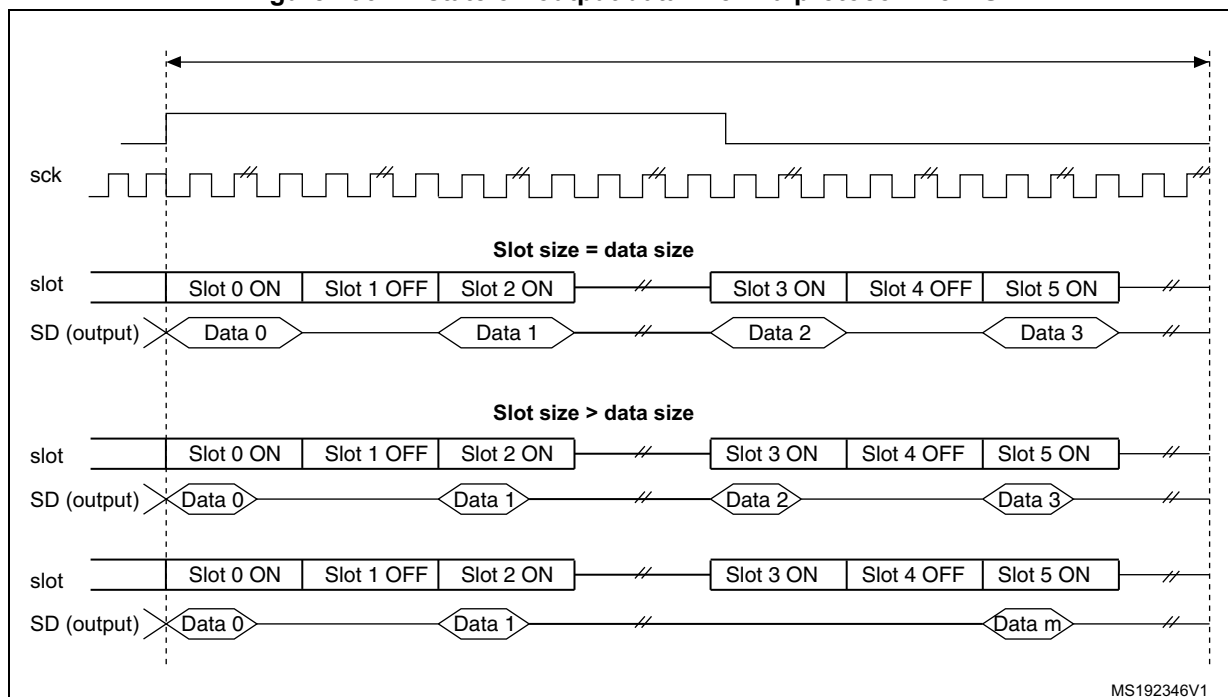 sck
Slot size = data size
slot Slot 0 ON Slot 1 OFF Slot 2 ON Slot 3 ON Slot 4 OFF Slot 5 ON
SD (output) Data 0 Data 1 Data 2 Data 3
Slot size > data size
slot Slot 0 ON Slot 1 OFF Slot 2 ON Slot 3 ON Slot 4 OFF Slot 5 ON
SD (output) Data 0 Data 1 Data 2 Data 3
slot Slot 0 ON Slot 1 OFF Slot 2 ON Slot 3 ON Slot 4 OFF Slot 5 ON
SD (output) Data 0 Data 1 Data m
MS192346V1